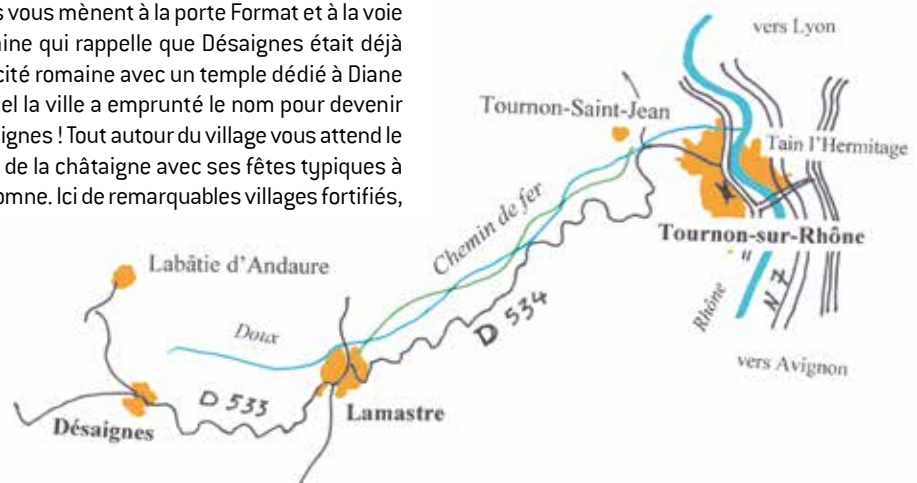 s vous mènent à la porte Format et à la voie
aine qui rappelle que Désaignes était déjà
cité romaine avec un temple dédié à Diane
el la ville a emprunté le nom pour devenir
ignes ! Tout autour du village vous attend le
de la châtaigne avec ses fêtes typiques à
omne. Ici de remarquables villages fortifiés,
vers Lyon
Tournon-Saint-Jean
Tain l'Hermitage
Chemin de fer
Tournon-sur-Rhône
Labâtie d'Andaure
Rhône
N 7
D 534
Doux
vers Avignon
D 533
Lamastre
Désaignes